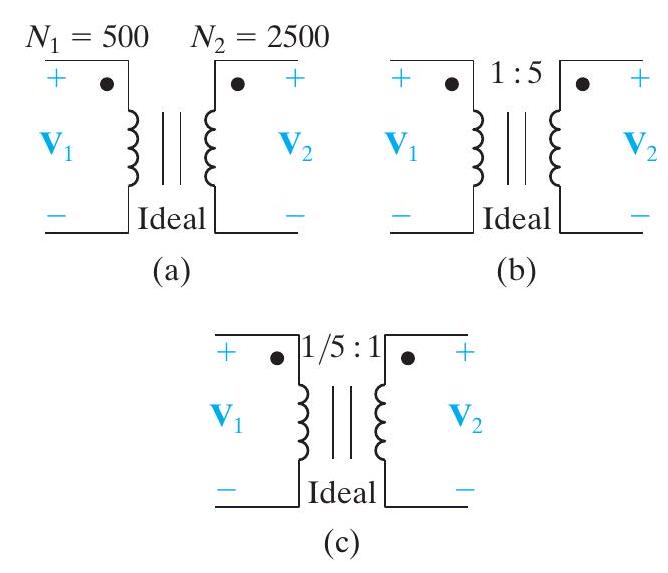 N₁ = 500 N₂ = 2500
+ + + 1 : 5 +
V₁ V₂ V₁ V₂
− Ideal − − Ideal −
(a) (b)
+ 1/5 : 1 +
V₁ V₂
− Ideal −
(c)